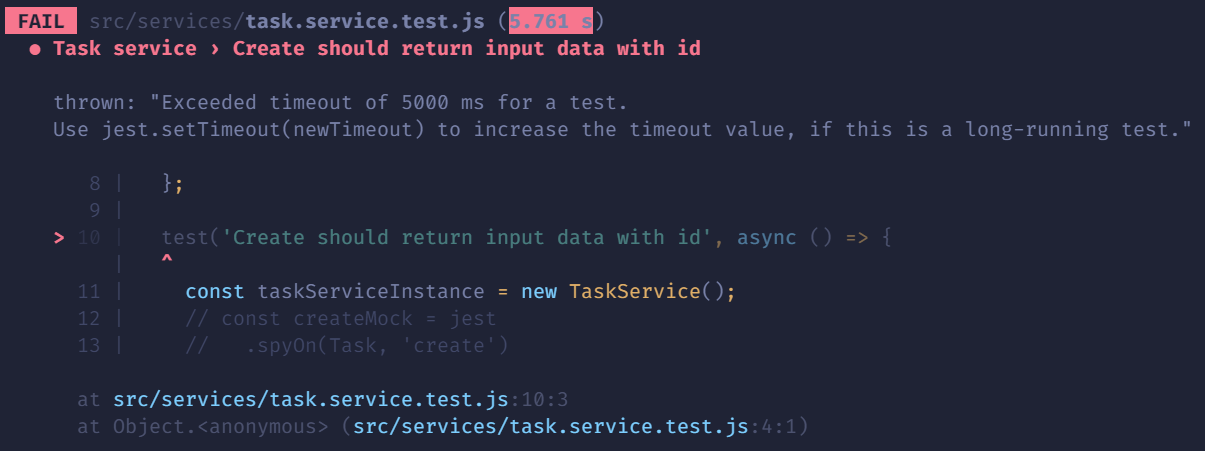 FAIL src/services/task.service.test.js (5.761 s)
● Task service › Create should return input data with id
thrown: "Exceeded timeout of 5000 ms for a test.
Use jest.setTimeout(newTimeout) to increase the timeout value, if this is a long-running test."
8 | };
9 |
> 10 | test('Create should return input data with id', async () => {
| ^
11 | const taskServiceInstance = new TaskService();
12 | // const createMock = jest
13 | // .spyOn(Task, 'create')
at src/services/task.service.test.js:10:3
at Object.<anonymous> (src/services/task.service.test.js:4:1)